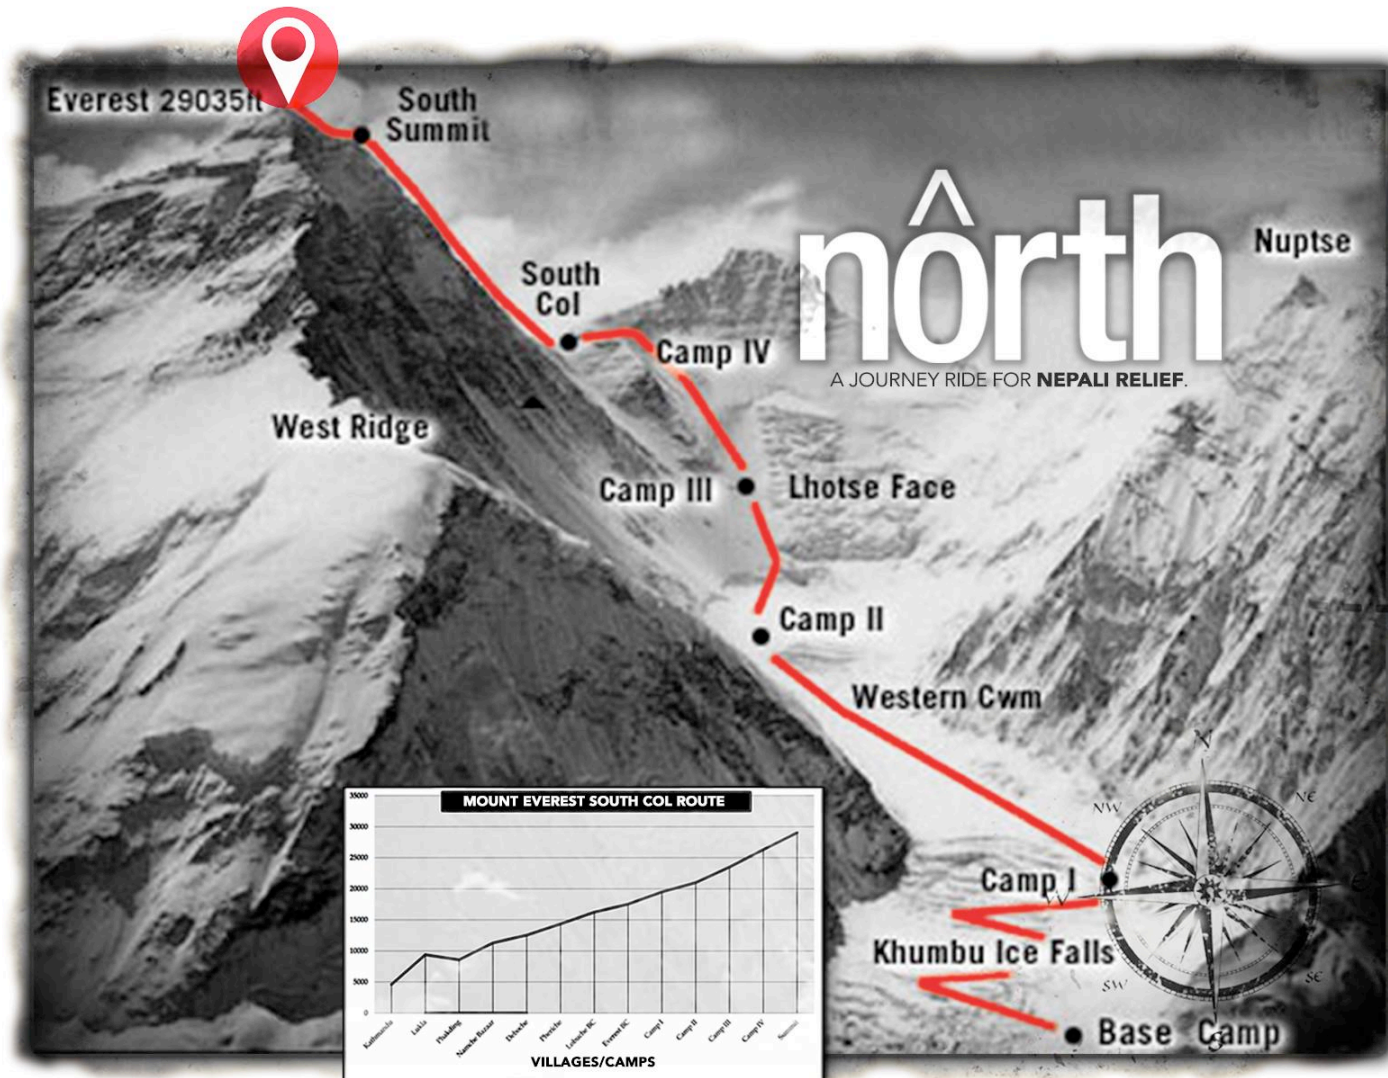 Everest 29035ft
South
Summit
nôrth
A JOURNEY RIDE FOR NEPALI RELIEF.
Nuptse
South
Col
Camp IV
West Ridge
Camp III
Lhotse Face
Camp II
Western Cwm
N
NW
NE
W
E
SW
SE
S
Camp I
Khumbu Ice Falls
Base Camp
MOUNT EVEREST SOUTH COL ROUTE
35000
30000
25000
20000
15000
10000
5000
0
Kathmandu
Lukla
Phakding
Namche Bazaar
Deboche
Pheriche
Lobuche BC
Everest BC
Camp I
Camp II
Camp III
Camp IV
Summit
VILLAGES/CAMPS